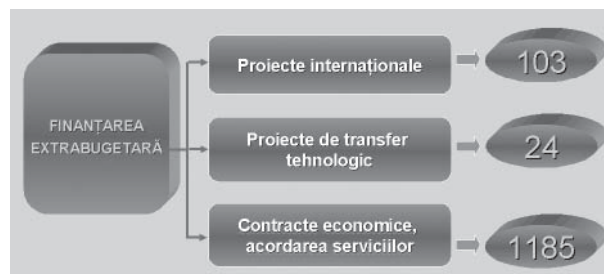 FINANȚAREA
EXTRABUGETARĂ
Proiecte internaționale
103
Proiecte de transfer
tehnologic
24
Contracte economice,
acordarea serviciilor
1185